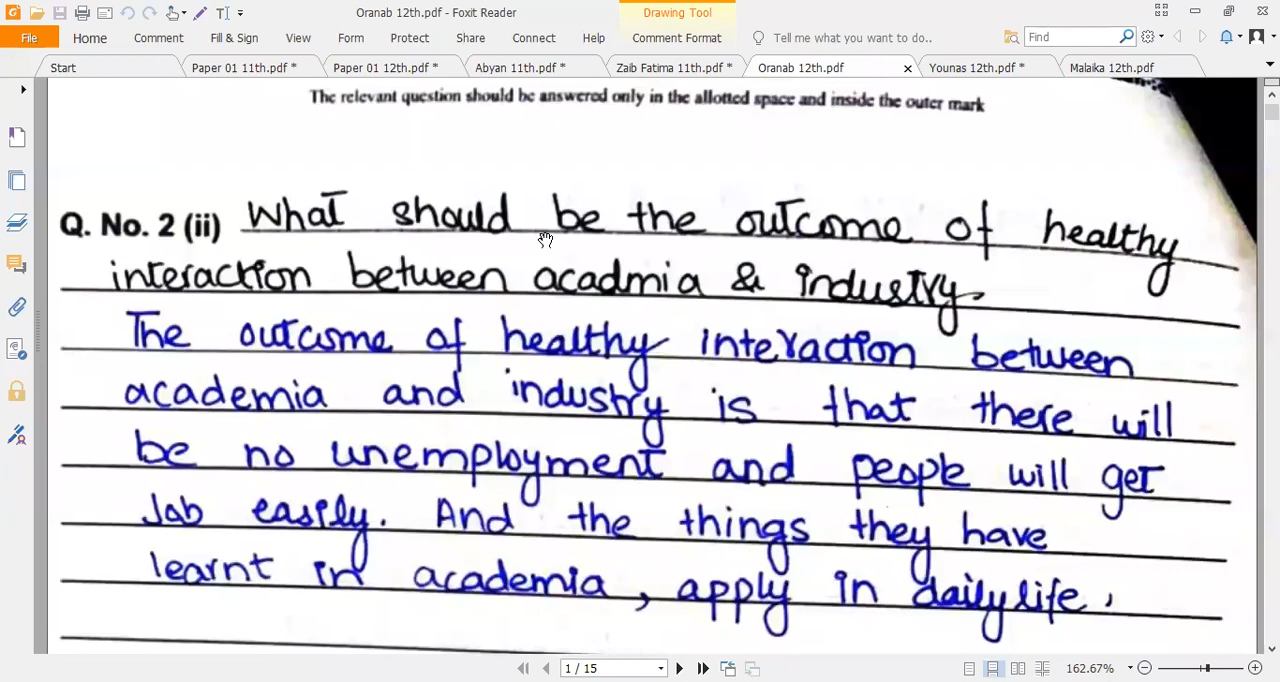 Oranab 12th.pdf - Foxit Reader
Drawing Tool
File Home Comment Fill & Sign View Form Protect Share Connect Help Comment Format Tell me what you want to do.. Find
Start Paper 01 11th.pdf * Paper 01 12th.pdf * Abyan 11th.pdf * Zaib Fatima 11th.pdf * Oranab 12th.pdf Younas 12th.pdf * Malaika 12th.pdf
The relevant question should be answered only in the allotted space and inside the outer mark
Q. No. 2 (ii) What should be the outcome of healthy
interaction between acadmia & industry.
The outcome of healthy interaction between
academia and industry is that there will
be no unemployment and people will get
Job easily. And the things they have
learnt in academia, apply in daily life.
1 / 15
162.67%